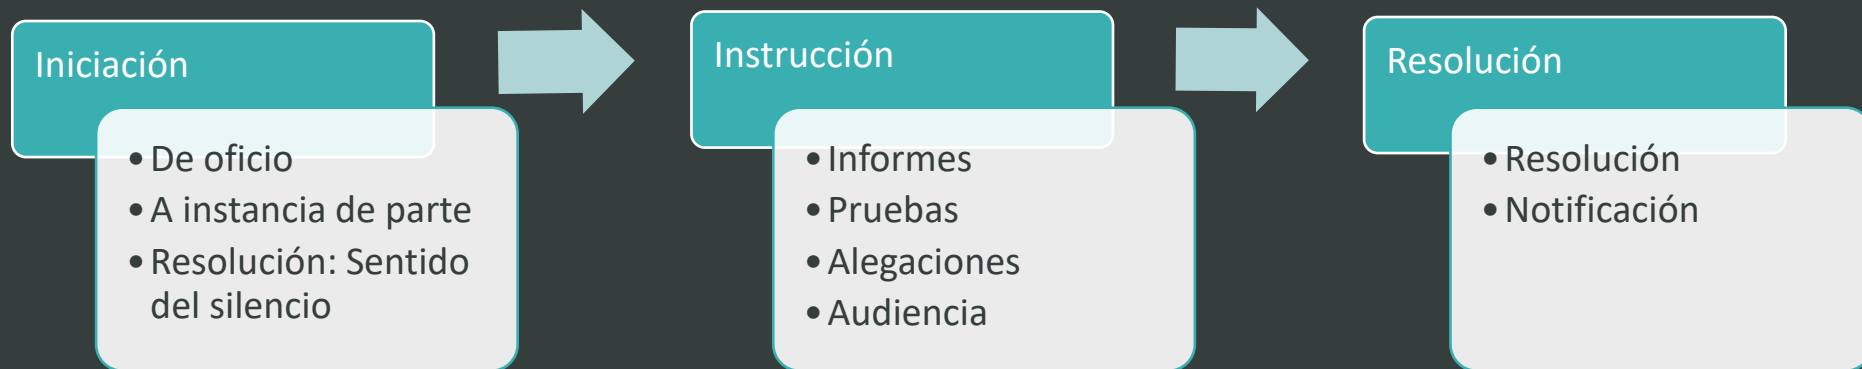 Iniciación
• De oficio
• A instancia de parte
• Resolución: Sentido
del silencio
Instrucción
• Informes
• Pruebas
• Alegaciones
• Audiencia
Resolución
• Resolución
• Notificación